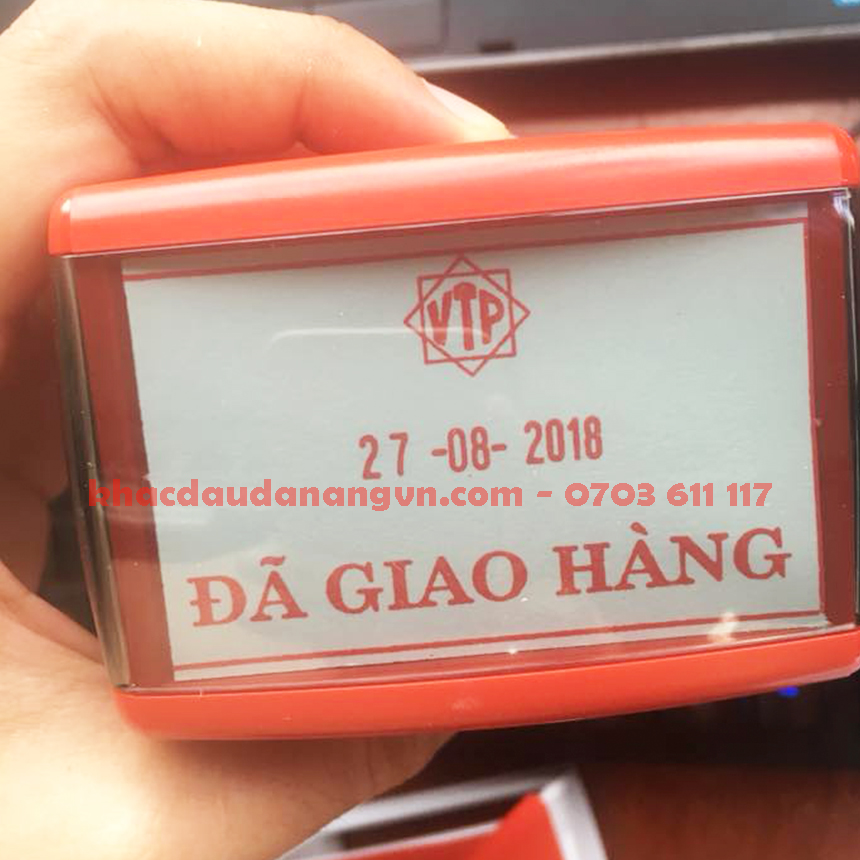 VTP
27 -08- 2018
khacdaudanangvn.com - 0703 611 117
ĐÃ GIAO HÀNG